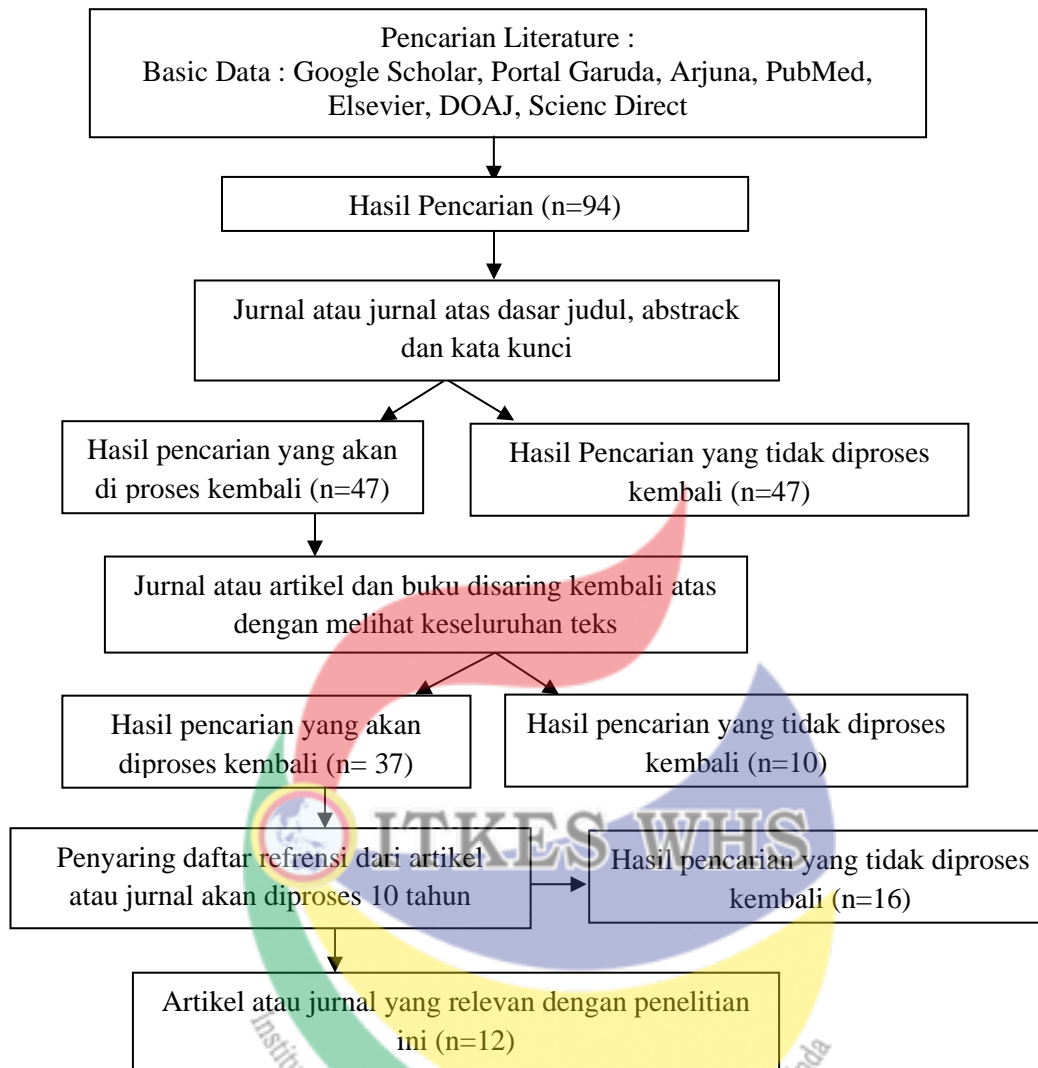 Pencarian Literature :
Basic Data : Google Scholar, Portal Garuda, Arjuna, PubMed,
Elsevier, DOAJ, Scienc Direct
Hasil Pencarian (n=94)
Jurnal atau jurnal atas dasar judul, abstrack
dan kata kunci
Hasil pencarian yang akan
di proses kembali (n=47)
Hasil Pencarian yang tidak diproses
kembali (n=47)
Jurnal atau artikel dan buku disaring kembali atas
dengan melihat keseluruhan teks
Hasil pencarian yang akan
diproses kembali (n= 37)
Hasil pencarian yang tidak diproses
kembali (n=10)
ITKES WHS
Penyaring daftar refrensi dari artikel
atau jurnal akan diproses 10 tahun
Hasil pencarian yang tidak diproses
kembali (n=16)
Artikel atau jurnal yang relevan dengan penelitian
ini (n=12)